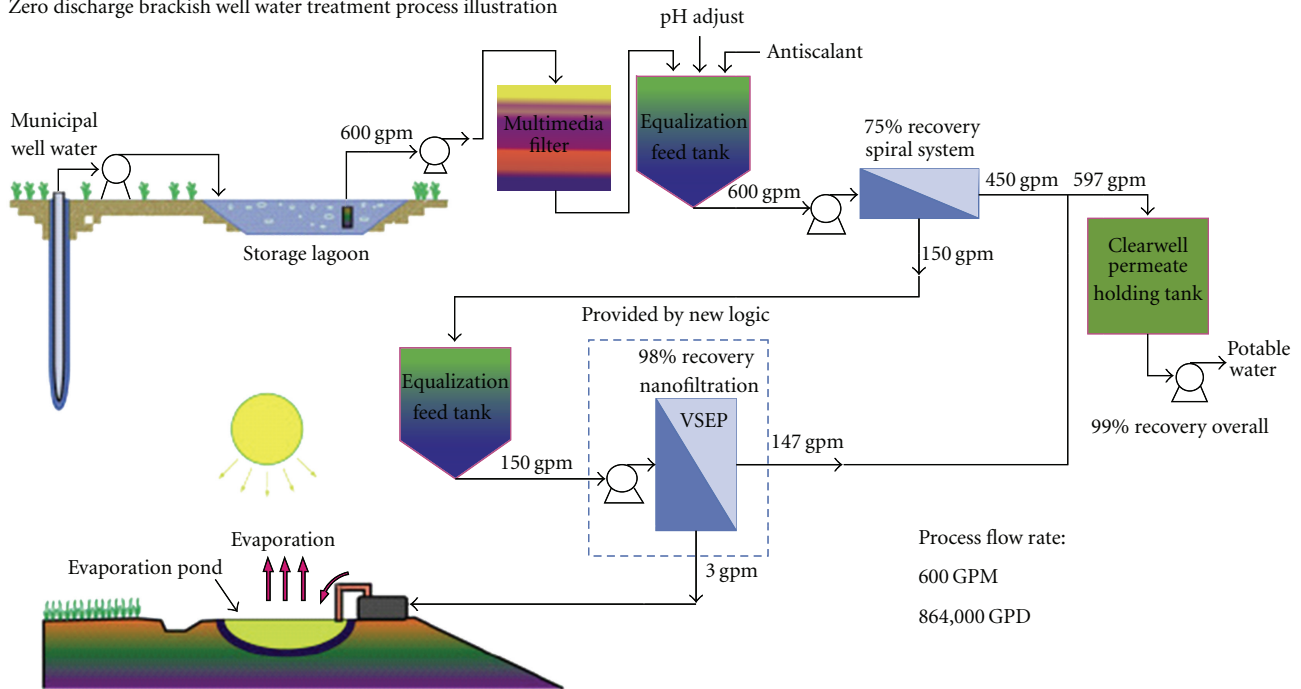 Zero discharge brackish well water treatment process illustration
pH adjust
Antiscalant
Municipal
well water
600 gpm
Multimedia
filter
Equalization
feed tank
600 gpm
75% recovery
spiral system
450 gpm
597 gpm
Storage lagoon
150 gpm
Clearwell
permeate
holding tank
Provided by new logic
Potable
water
98% recovery
nanofiltration
Equalization
feed tank
VSEP
99% recovery overall
150 gpm
147 gpm
Evaporation
Evaporation pond
3 gpm
Process flow rate:
600 GPM
864,000 GPD